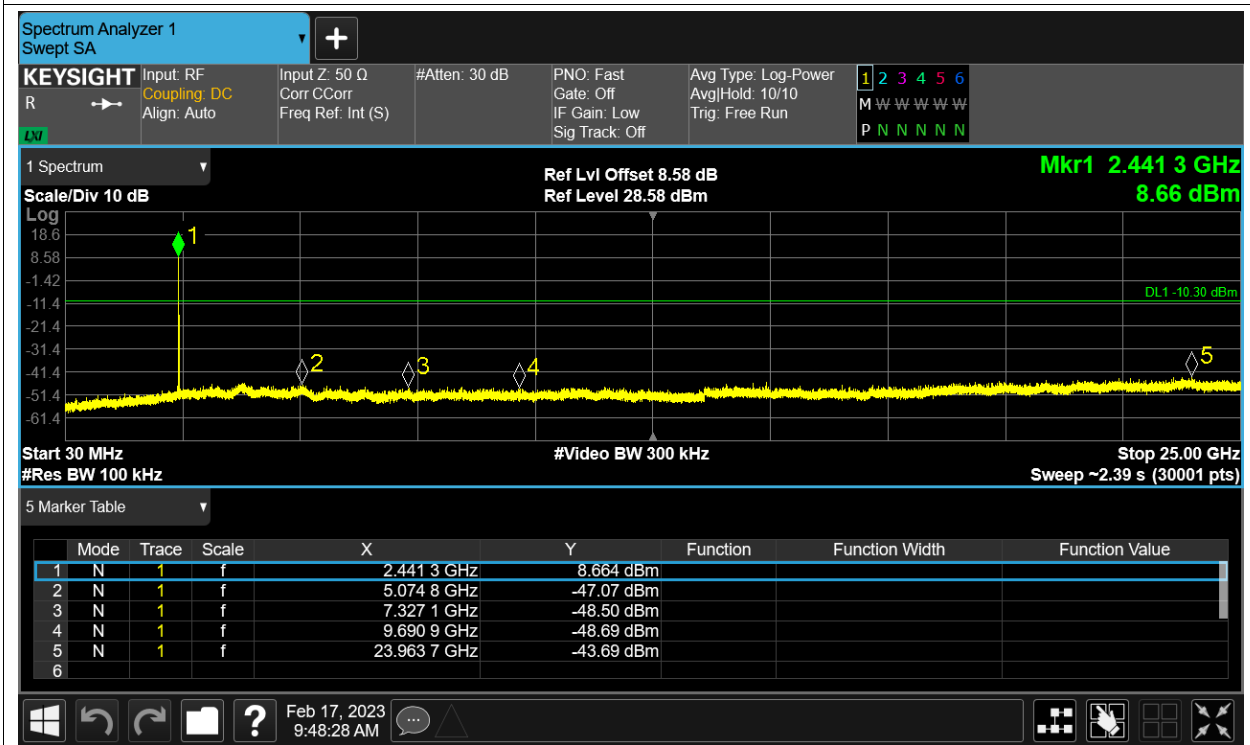 Spectrum Analyzer 1
Swept SA
KEYSIGHT
R
LXI
Input: RF
Coupling: DC
Align: Auto
Input Z: 50 Ω
Corr CCorr
Freq Ref: Int (S)
#Atten: 30 dB
PNO: Fast
Gate: Off
IF Gain: Low
Sig Track: Off
Avg Type: Log-Power
Avg|Hold: 10/10
Trig: Free Run
1 2 3 4 5 6
M W W W W W
P N N N N N
1 Spectrum
Scale/Div 10 dB
Ref Lvl Offset 8.58 dB
Ref Level 28.58 dBm
Mkr1 2.441 3 GHz
8.66 dBm
Log
18.6
8.58
-1.42
-11.4
-21.4
-31.4
-41.4
-51.4
-61.4
1
2
3
4
5
DL1 -10.30 dBm
Start 30 MHz
#Video BW 300 kHz
Stop 25.00 GHz
#Res BW 100 kHz
Sweep ~2.39 s (30001 pts)
5 Marker Table
Mode Trace Scale X Y Function Function Width Function Value
1 N 1 f 2.441 3 GHz 8.664 dBm
2 N 1 f 5.074 8 GHz -47.07 dBm
3 N 1 f 7.327 1 GHz -48.50 dBm
4 N 1 f 9.690 9 GHz -48.69 dBm
5 N 1 f 23.963 7 GHz -43.69 dBm
6
?
Feb 17, 2023
9:48:28 AM